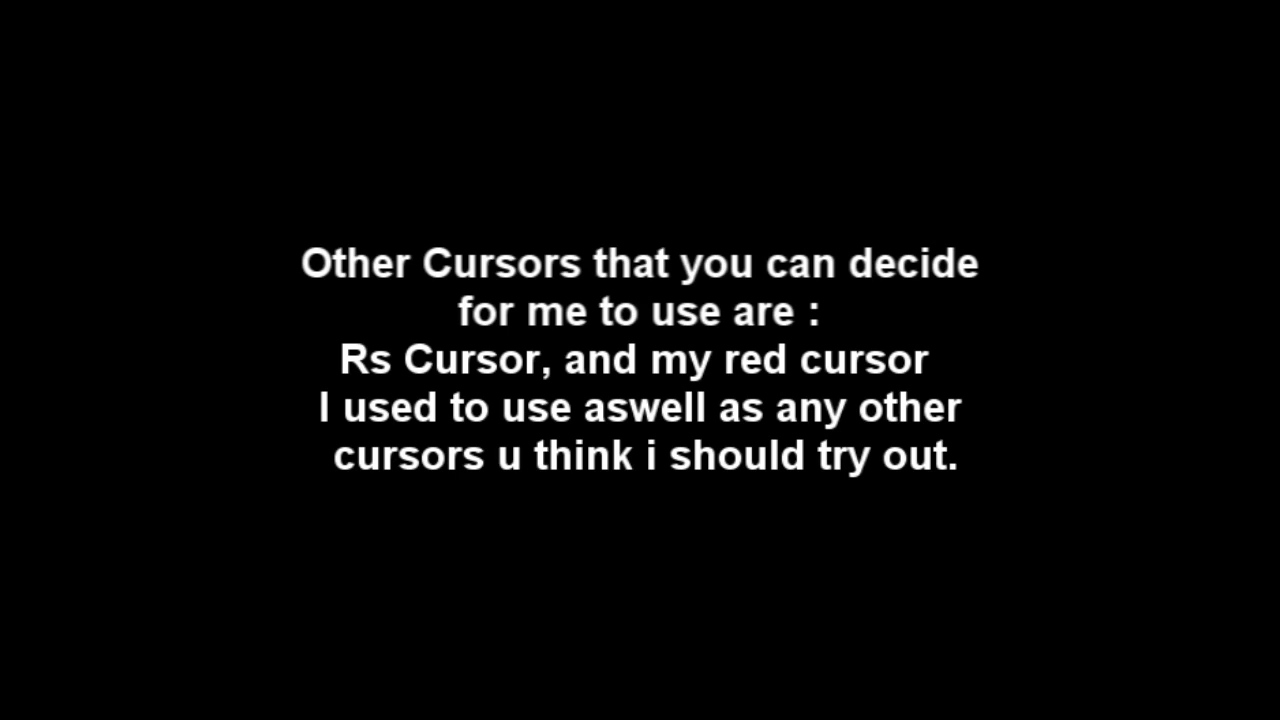 Other Cursors that you can decide
for me to use are :
Rs Cursor, and my red cursor
I used to use aswell as any other
cursors u think i should try out.